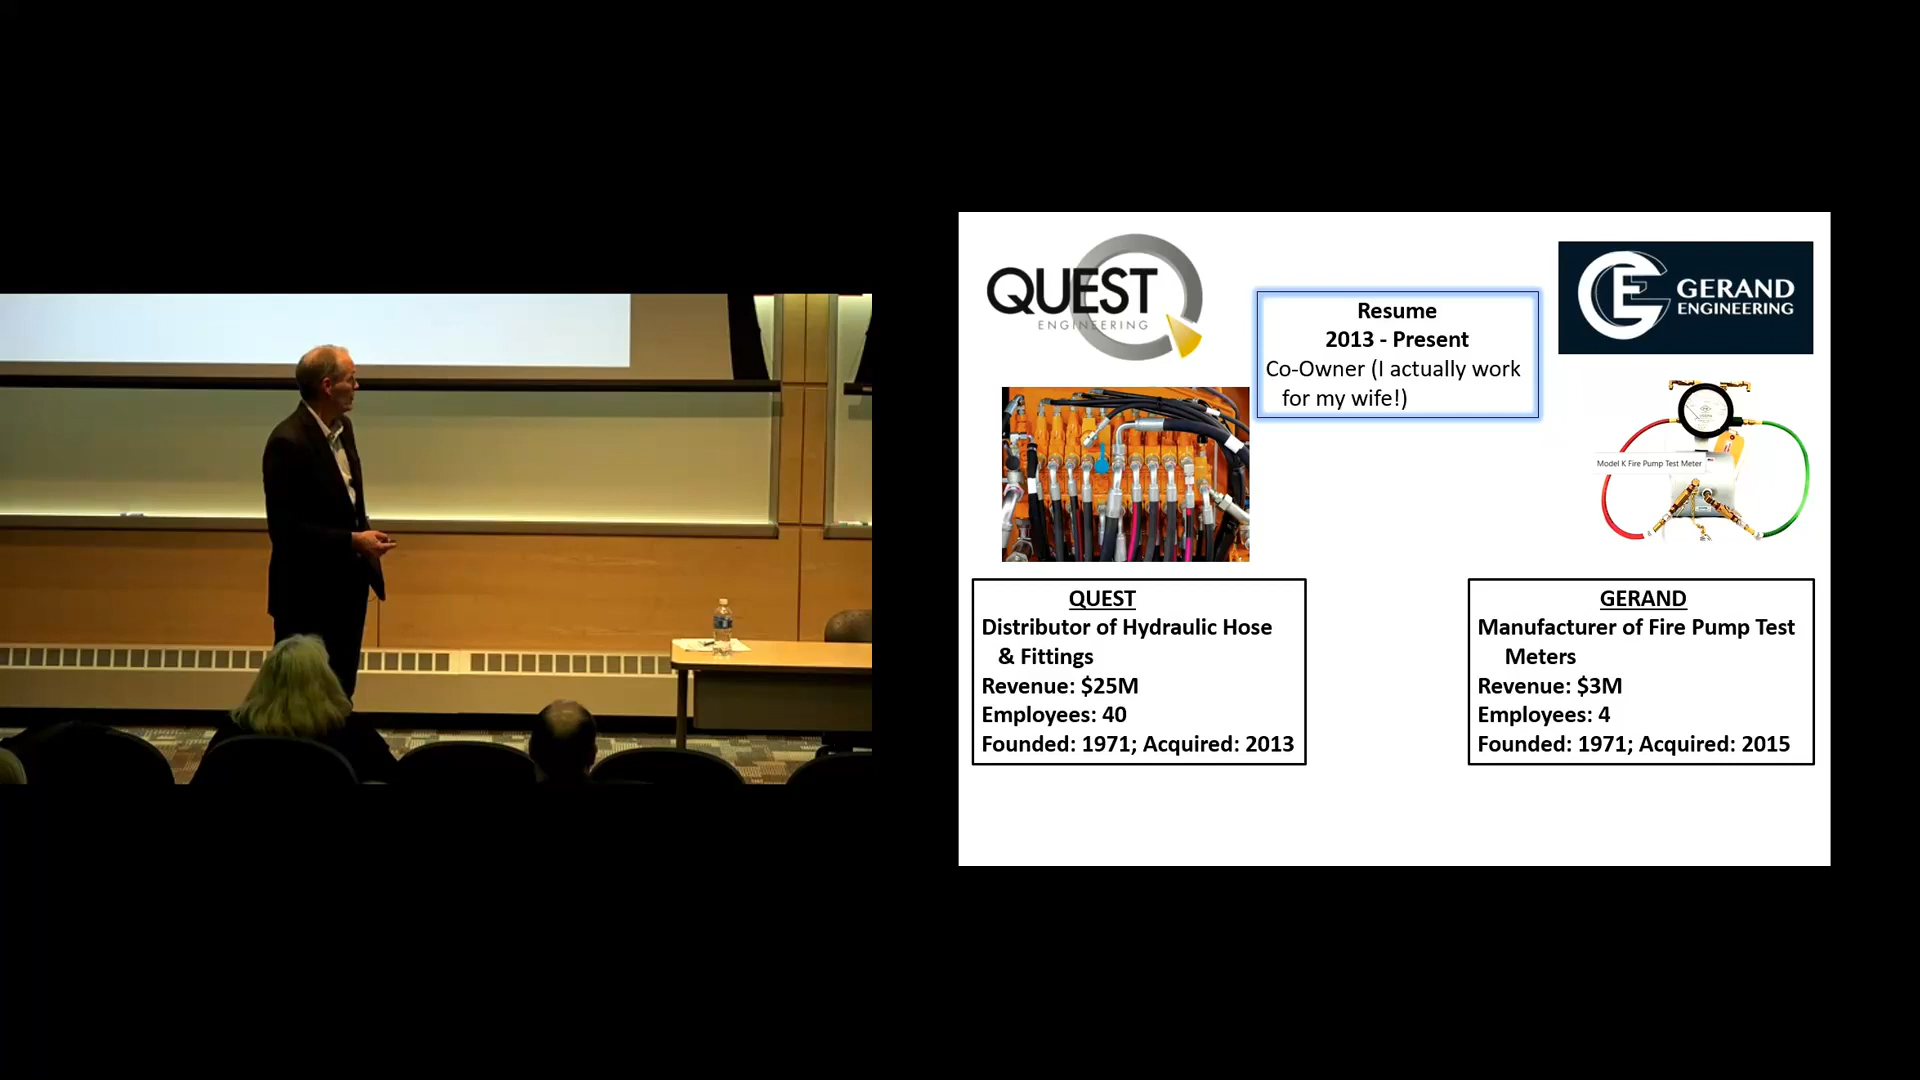 QUEST
ENGINEERING
Resume
2013 - Present
Co-Owner (I actually work
for my wife!)
GE
GERAND
ENGINEERING
Model K Fire Pump Test Meter
QUEST
Distributor of Hydraulic Hose
& Fittings
Revenue: $25M
Employees: 40
Founded: 1971; Acquired: 2013
GERAND
Manufacturer of Fire Pump Test
Meters
Revenue: $3M
Employees: 4
Founded: 1971; Acquired: 2015